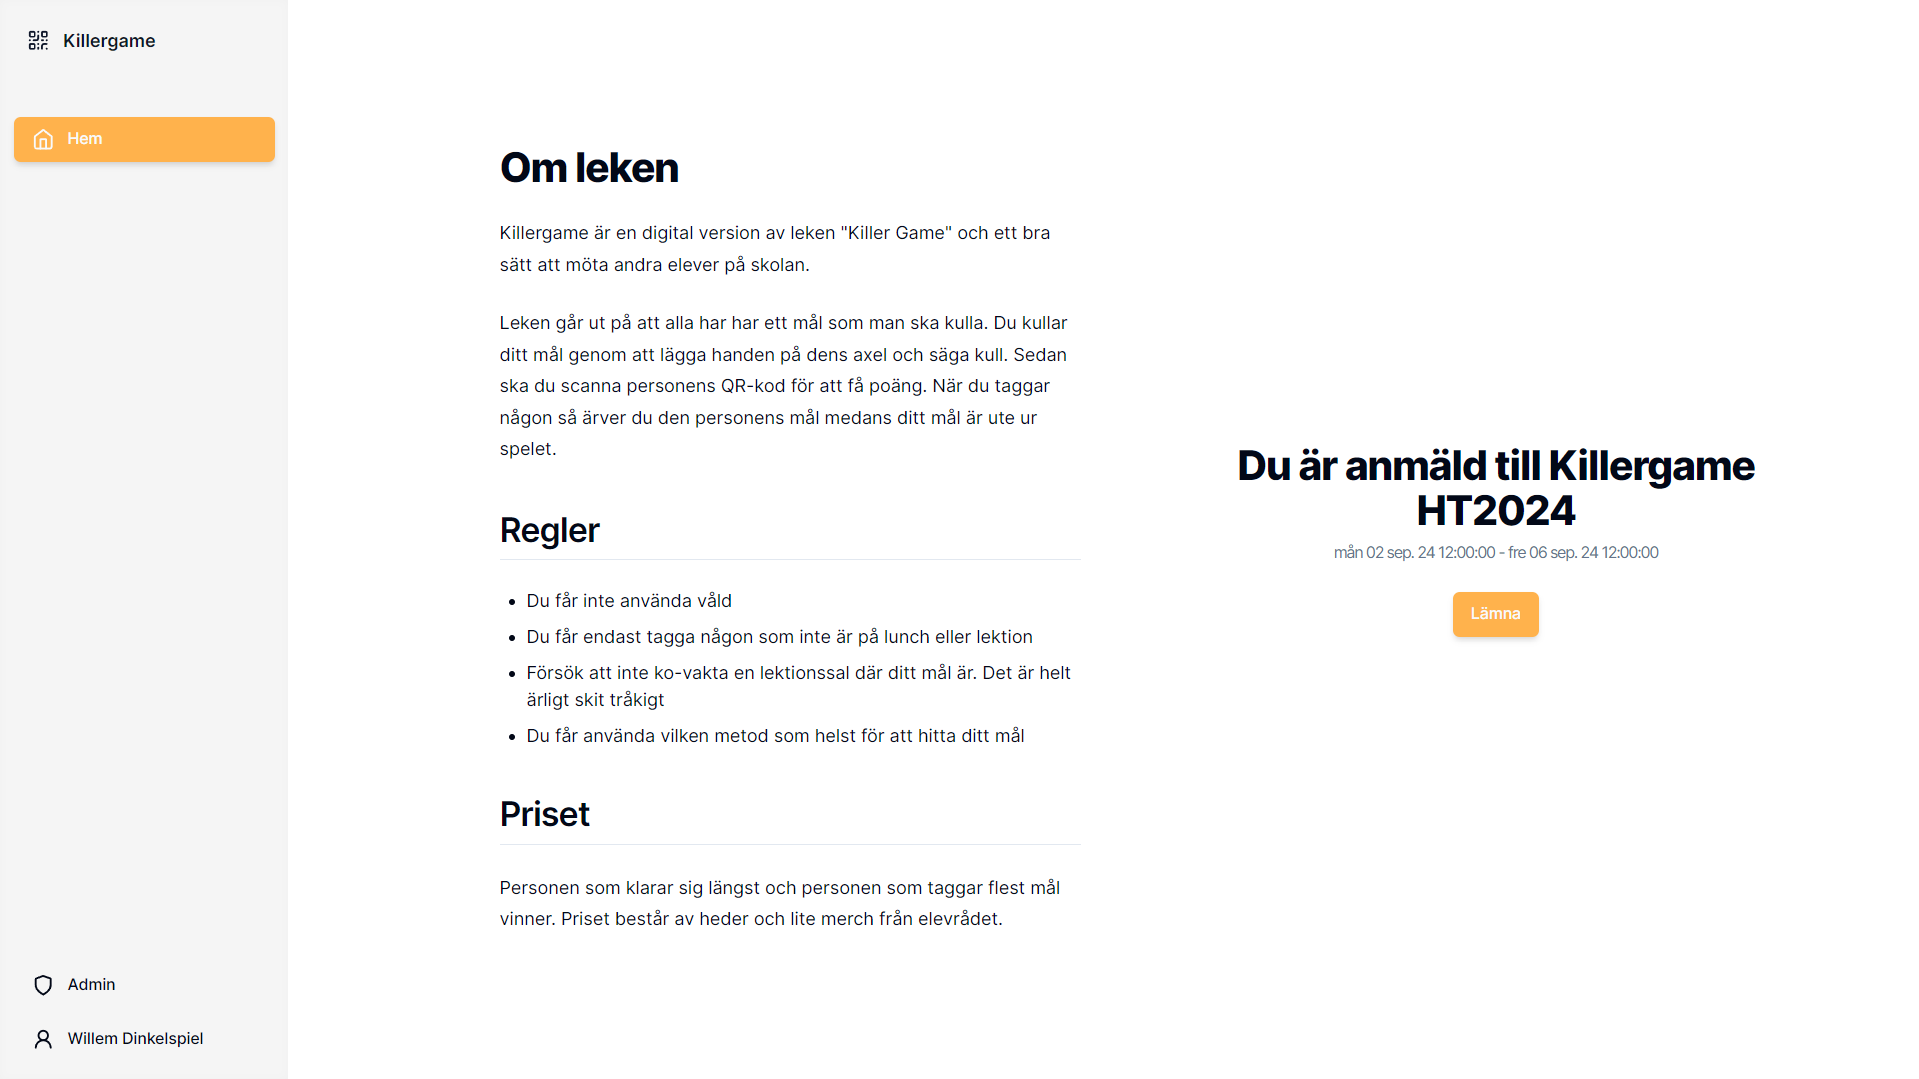 Killergame
Hem
Om leken
Killergame är en digital version av leken "Killer Game" och ett bra
sätt att möta andra elever på skolan.
Leken går ut på att alla har har ett mål som man ska kulla. Du kullar
ditt mål genom att lägga handen på dens axel och säga kull. Sedan
ska du scanna personens QR-kod för att få poäng. När du taggar
någon så ärver du den personens mål medans ditt mål är ute ur
spelet.
Regler
Du får inte använda våld
Du får endast tagga någon som inte är på lunch eller lektion
Försök att inte ko-vakta en lektionssal där ditt mål är. Det är helt
ärligt skit tråkigt
Du får använda vilken metod som helst för att hitta ditt mål
Priset
Personen som klarar sig längst och personen som taggar flest mål
vinner. Priset består av heder och lite merch från elevrådet.
Du är anmäld till Killergame
HT2024
mån 02 sep. 24 12:00:00 - fre 06 sep. 24 12:00:00
Lämna
Admin
Willem Dinkelspiel